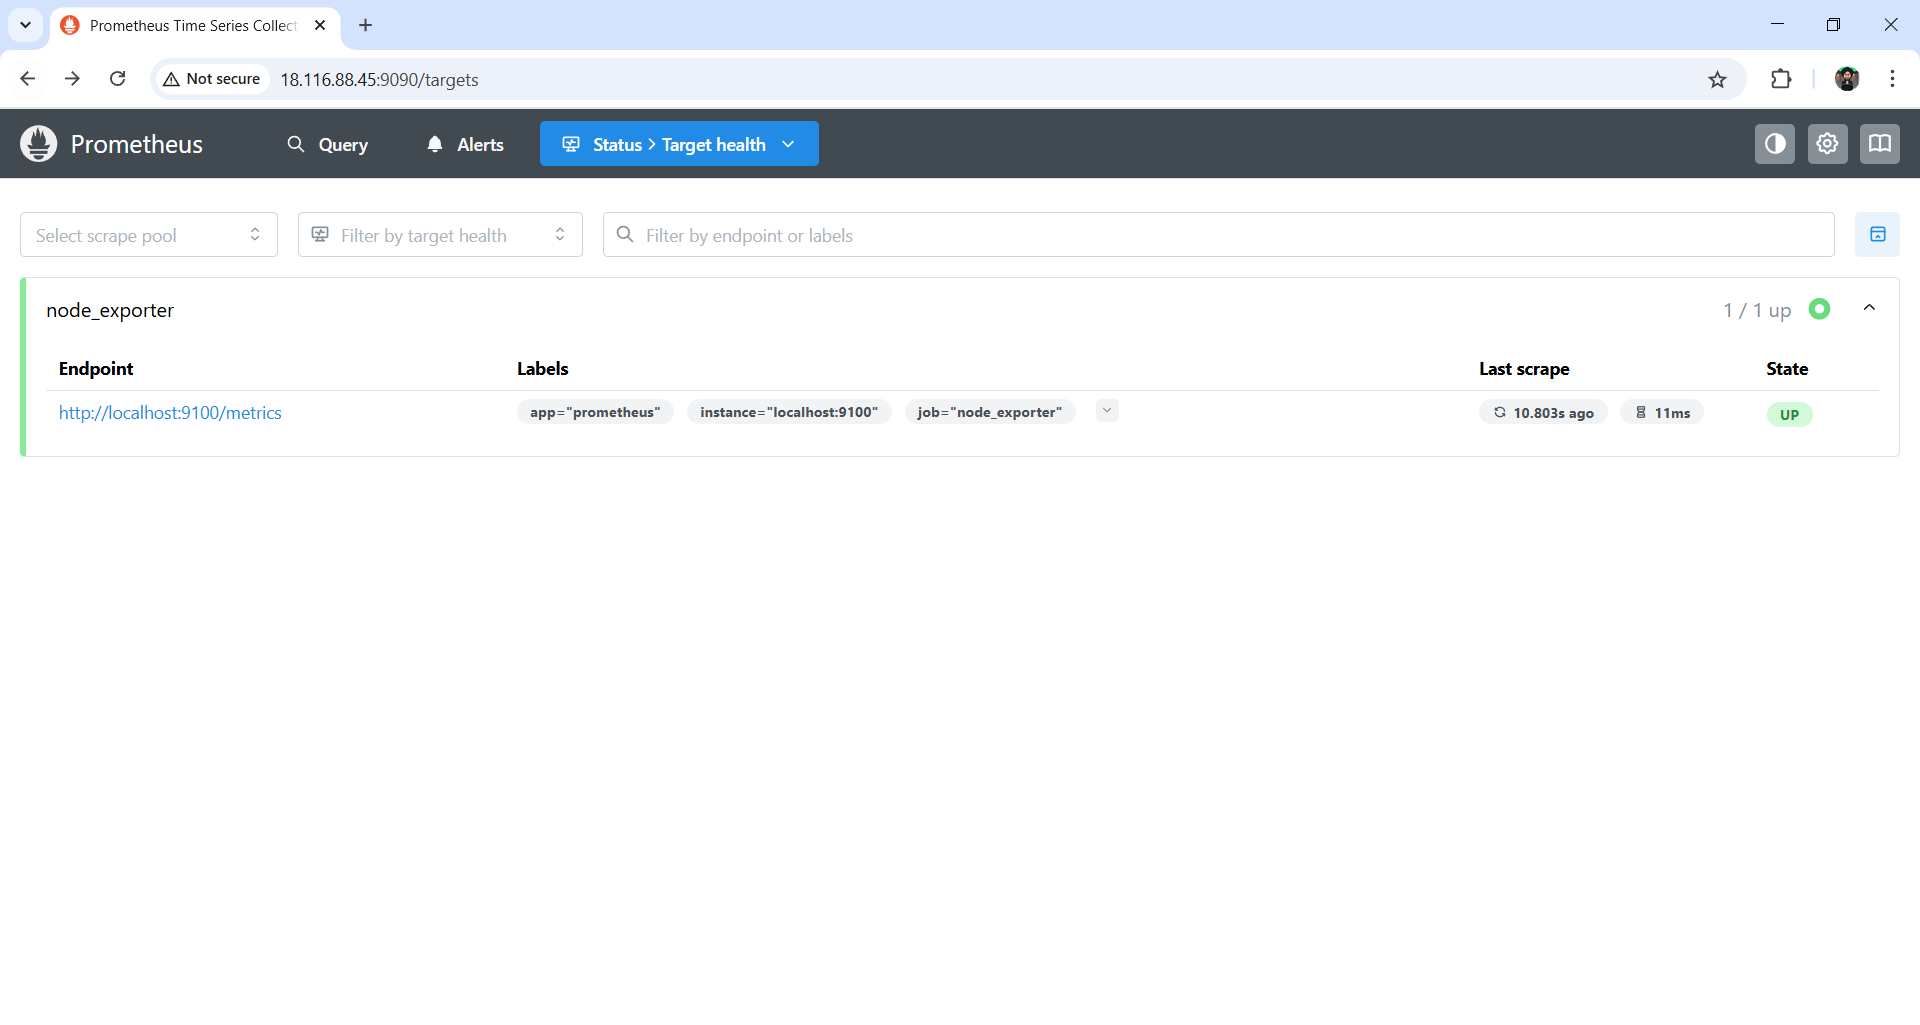 Prometheus Time Series Collect
Not secure 18.116.88.45:9090/targets
Prometheus Query Alerts Status > Target health
Select scrape pool Filter by target health Filter by endpoint or labels
node_exporter 1 / 1 up
Endpoint Labels Last scrape State
http://localhost:9100/metrics app="prometheus" instance="localhost:9100" job="node_exporter" 10.803s ago 11ms UP